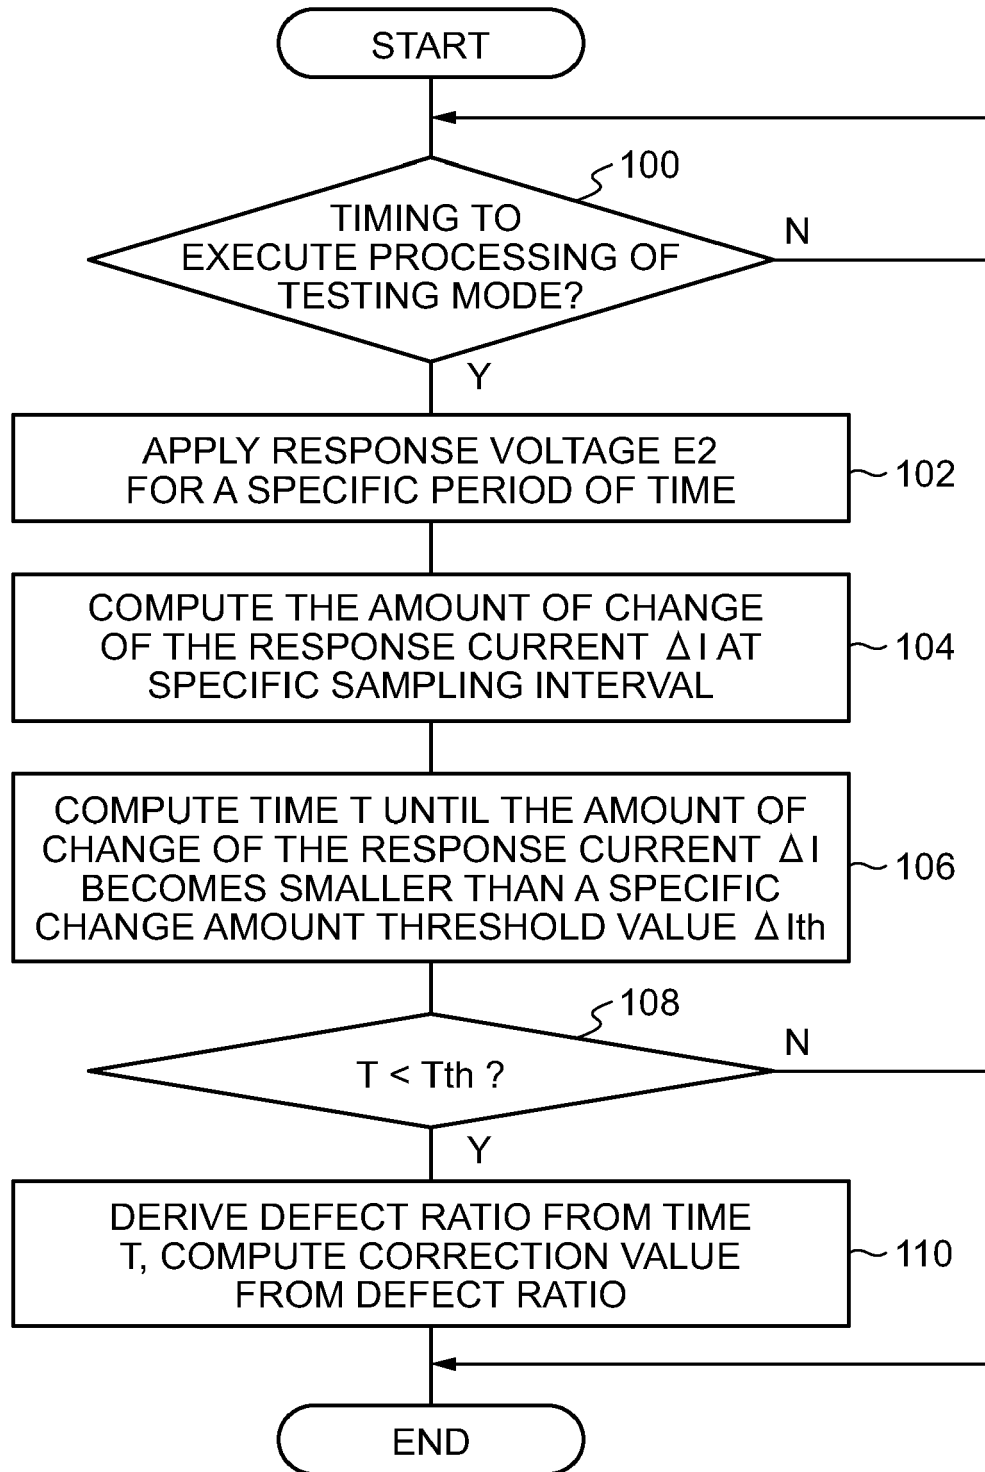 START
100
TIMING TO
EXECUTE PROCESSING OF
TESTING MODE?
N
Y
APPLY RESPONSE VOLTAGE E2
FOR A SPECIFIC PERIOD OF TIME
102
COMPUTE THE AMOUNT OF CHANGE
OF THE RESPONSE CURRENT ΔI AT
SPECIFIC SAMPLING INTERVAL
104
COMPUTE TIME T UNTIL THE AMOUNT OF
CHANGE OF THE RESPONSE CURRENT ΔI
BECOMES SMALLER THAN A SPECIFIC
CHANGE AMOUNT THRESHOLD VALUE ΔIth
106
108
T < Tth ?
N
Y
DERIVE DEFECT RATIO FROM TIME
T, COMPUTE CORRECTION VALUE
FROM DEFECT RATIO
110
END